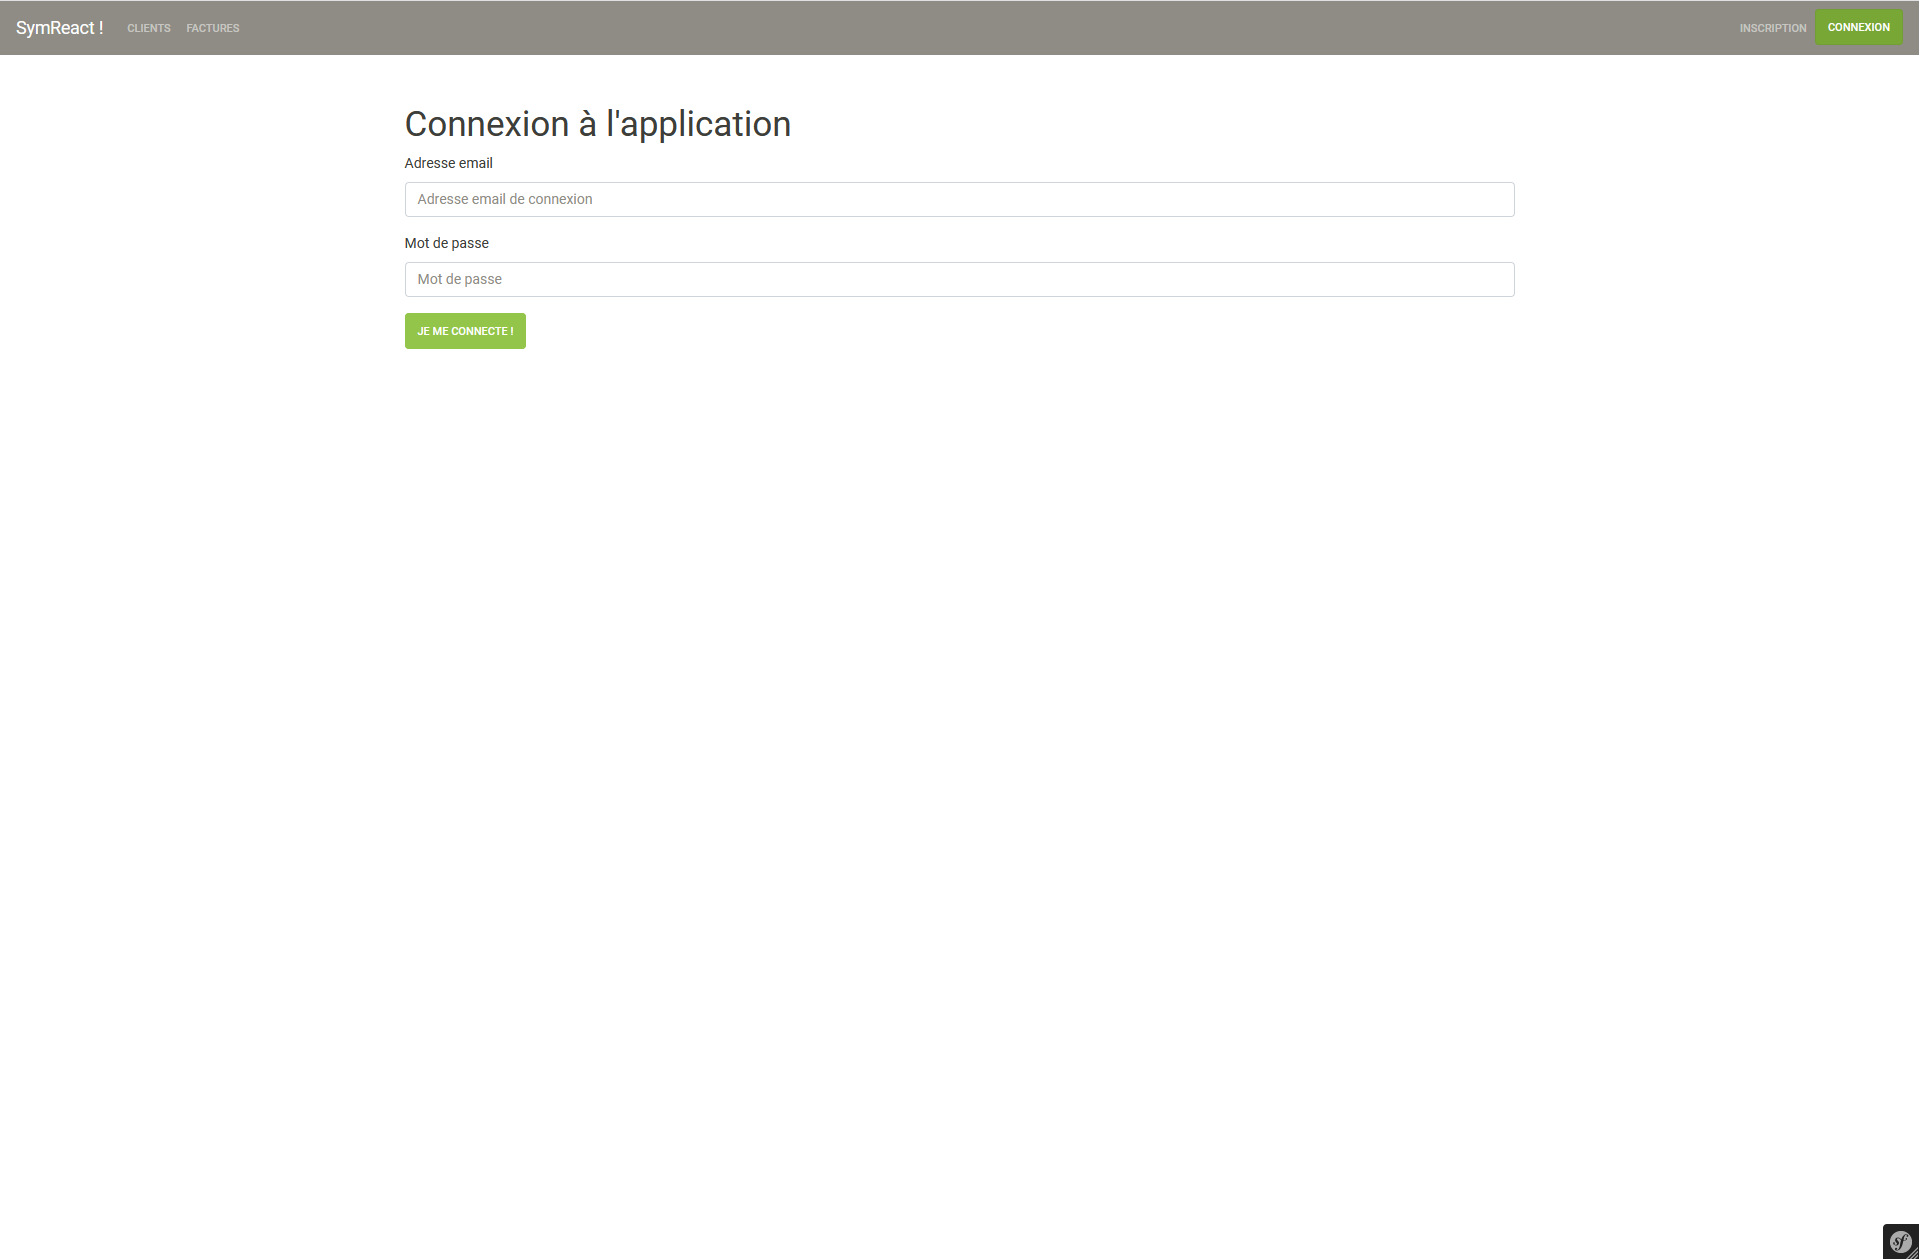 SymReact ! CLIENTS FACTURES INSCRIPTION CONNEXION
Connexion à l'application
Adresse email
Adresse email de connexion
Mot de passe
Mot de passe
JE ME CONNECTE !
sf